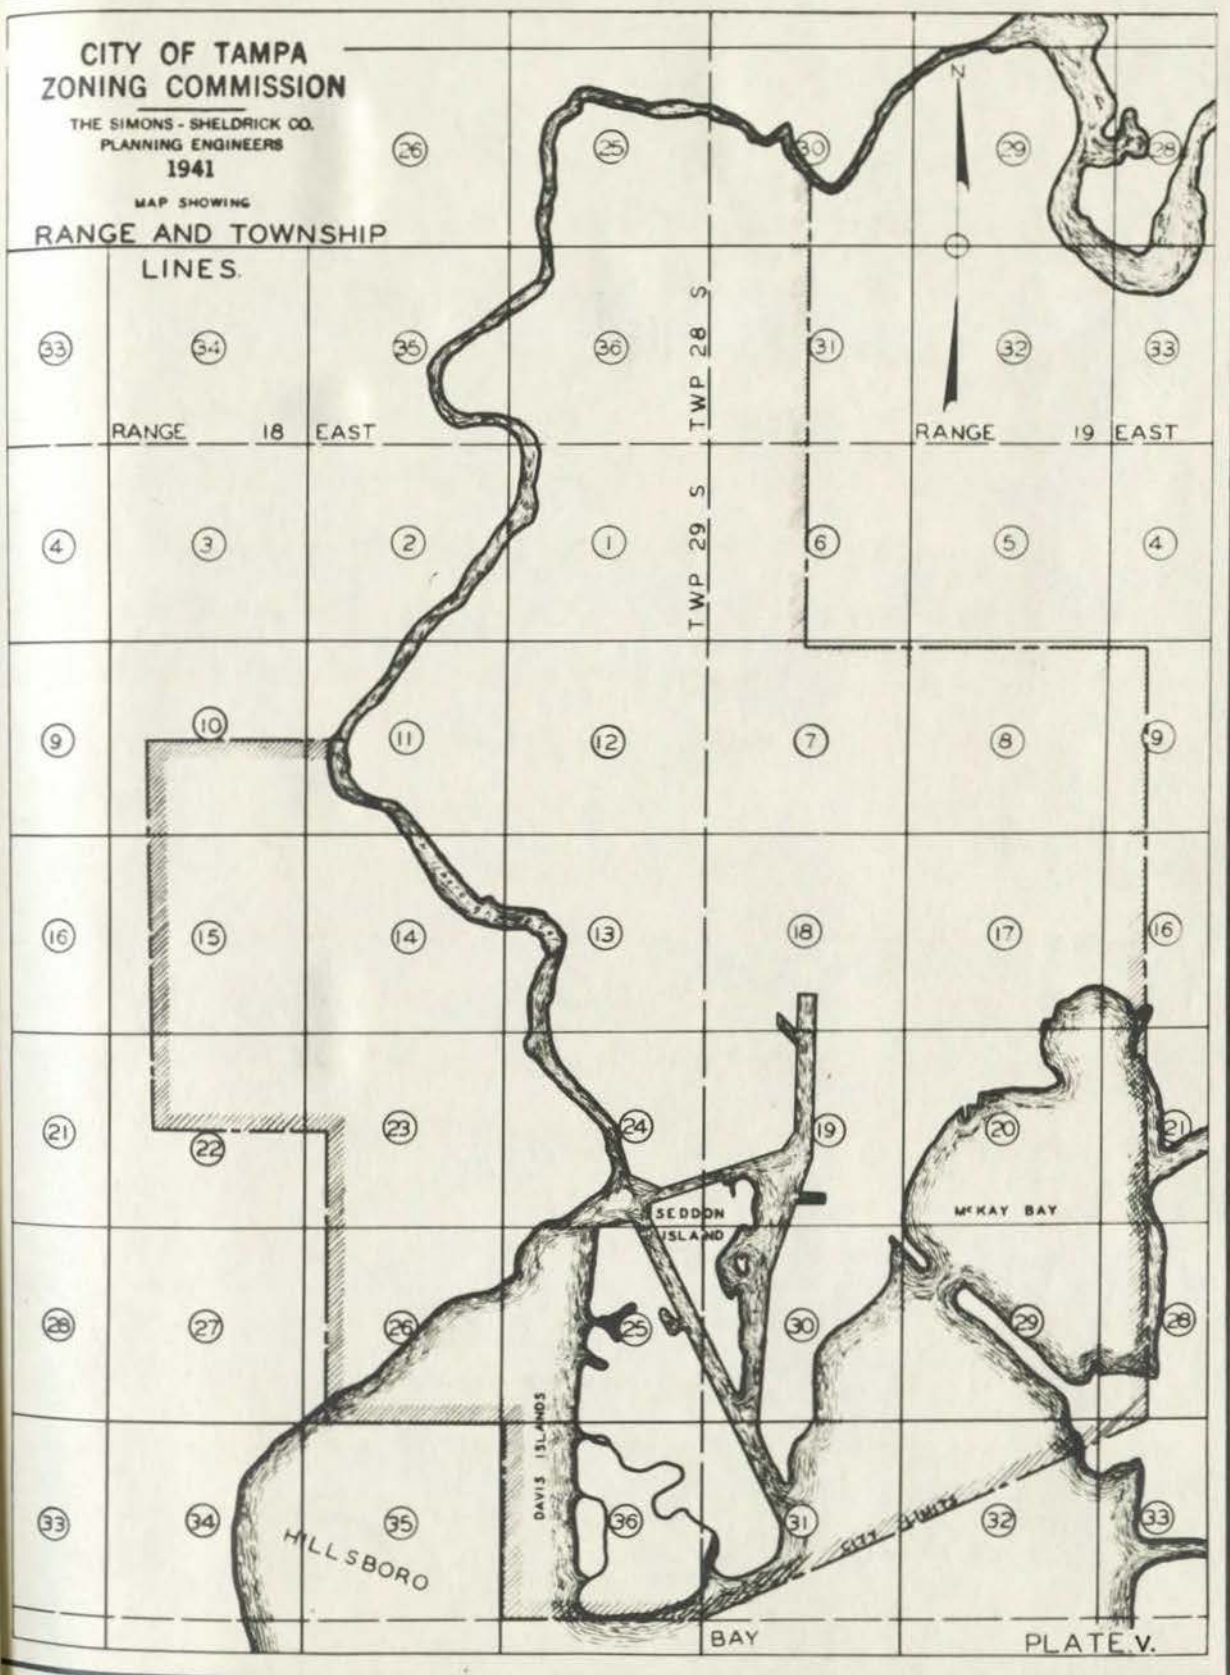 CITY OF TAMPA
ZONING COMMISSION
THE SIMONS - SHELDRICK CO.
PLANNING ENGINEERS
1941
MAP SHOWING
RANGE AND TOWNSHIP
LINES.
N
26 25 30 29 28
33 34 35 36 31 32 33
TWP 28 S
RANGE 18 EAST RANGE 19 EAST
4 3 2 1 6 5 4
TWP 29 S
9 10 11 12 7 8 9
16 15 14 13 18 17 16
21 22 23 24 19 20 21
SEDDON
ISLAND
McKAY BAY
28 27 26 25 30 29 28
DAVIS ISLANDS
33 34 35 36 31 32 33
CITY LIMITS
HILLSBORO
BAY
PLATE V.